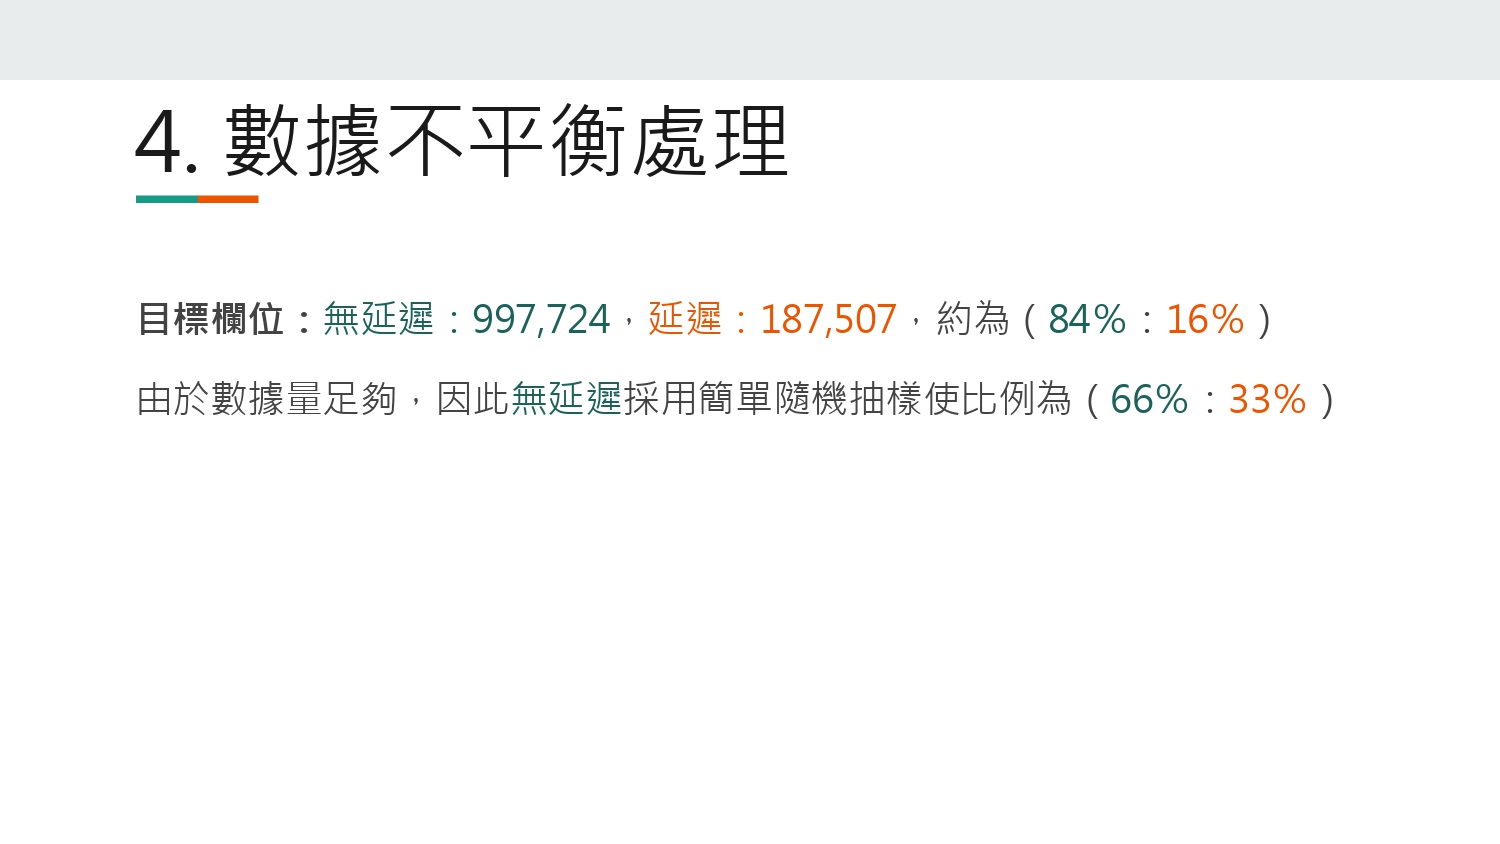 4. 數據不平衡處理
目標欄位：無延遲：997,724，延遲：187,507，約為（84%：16%）
由於數據量足夠，因此無延遲採用簡單隨機抽樣使比例為（66%：33%）